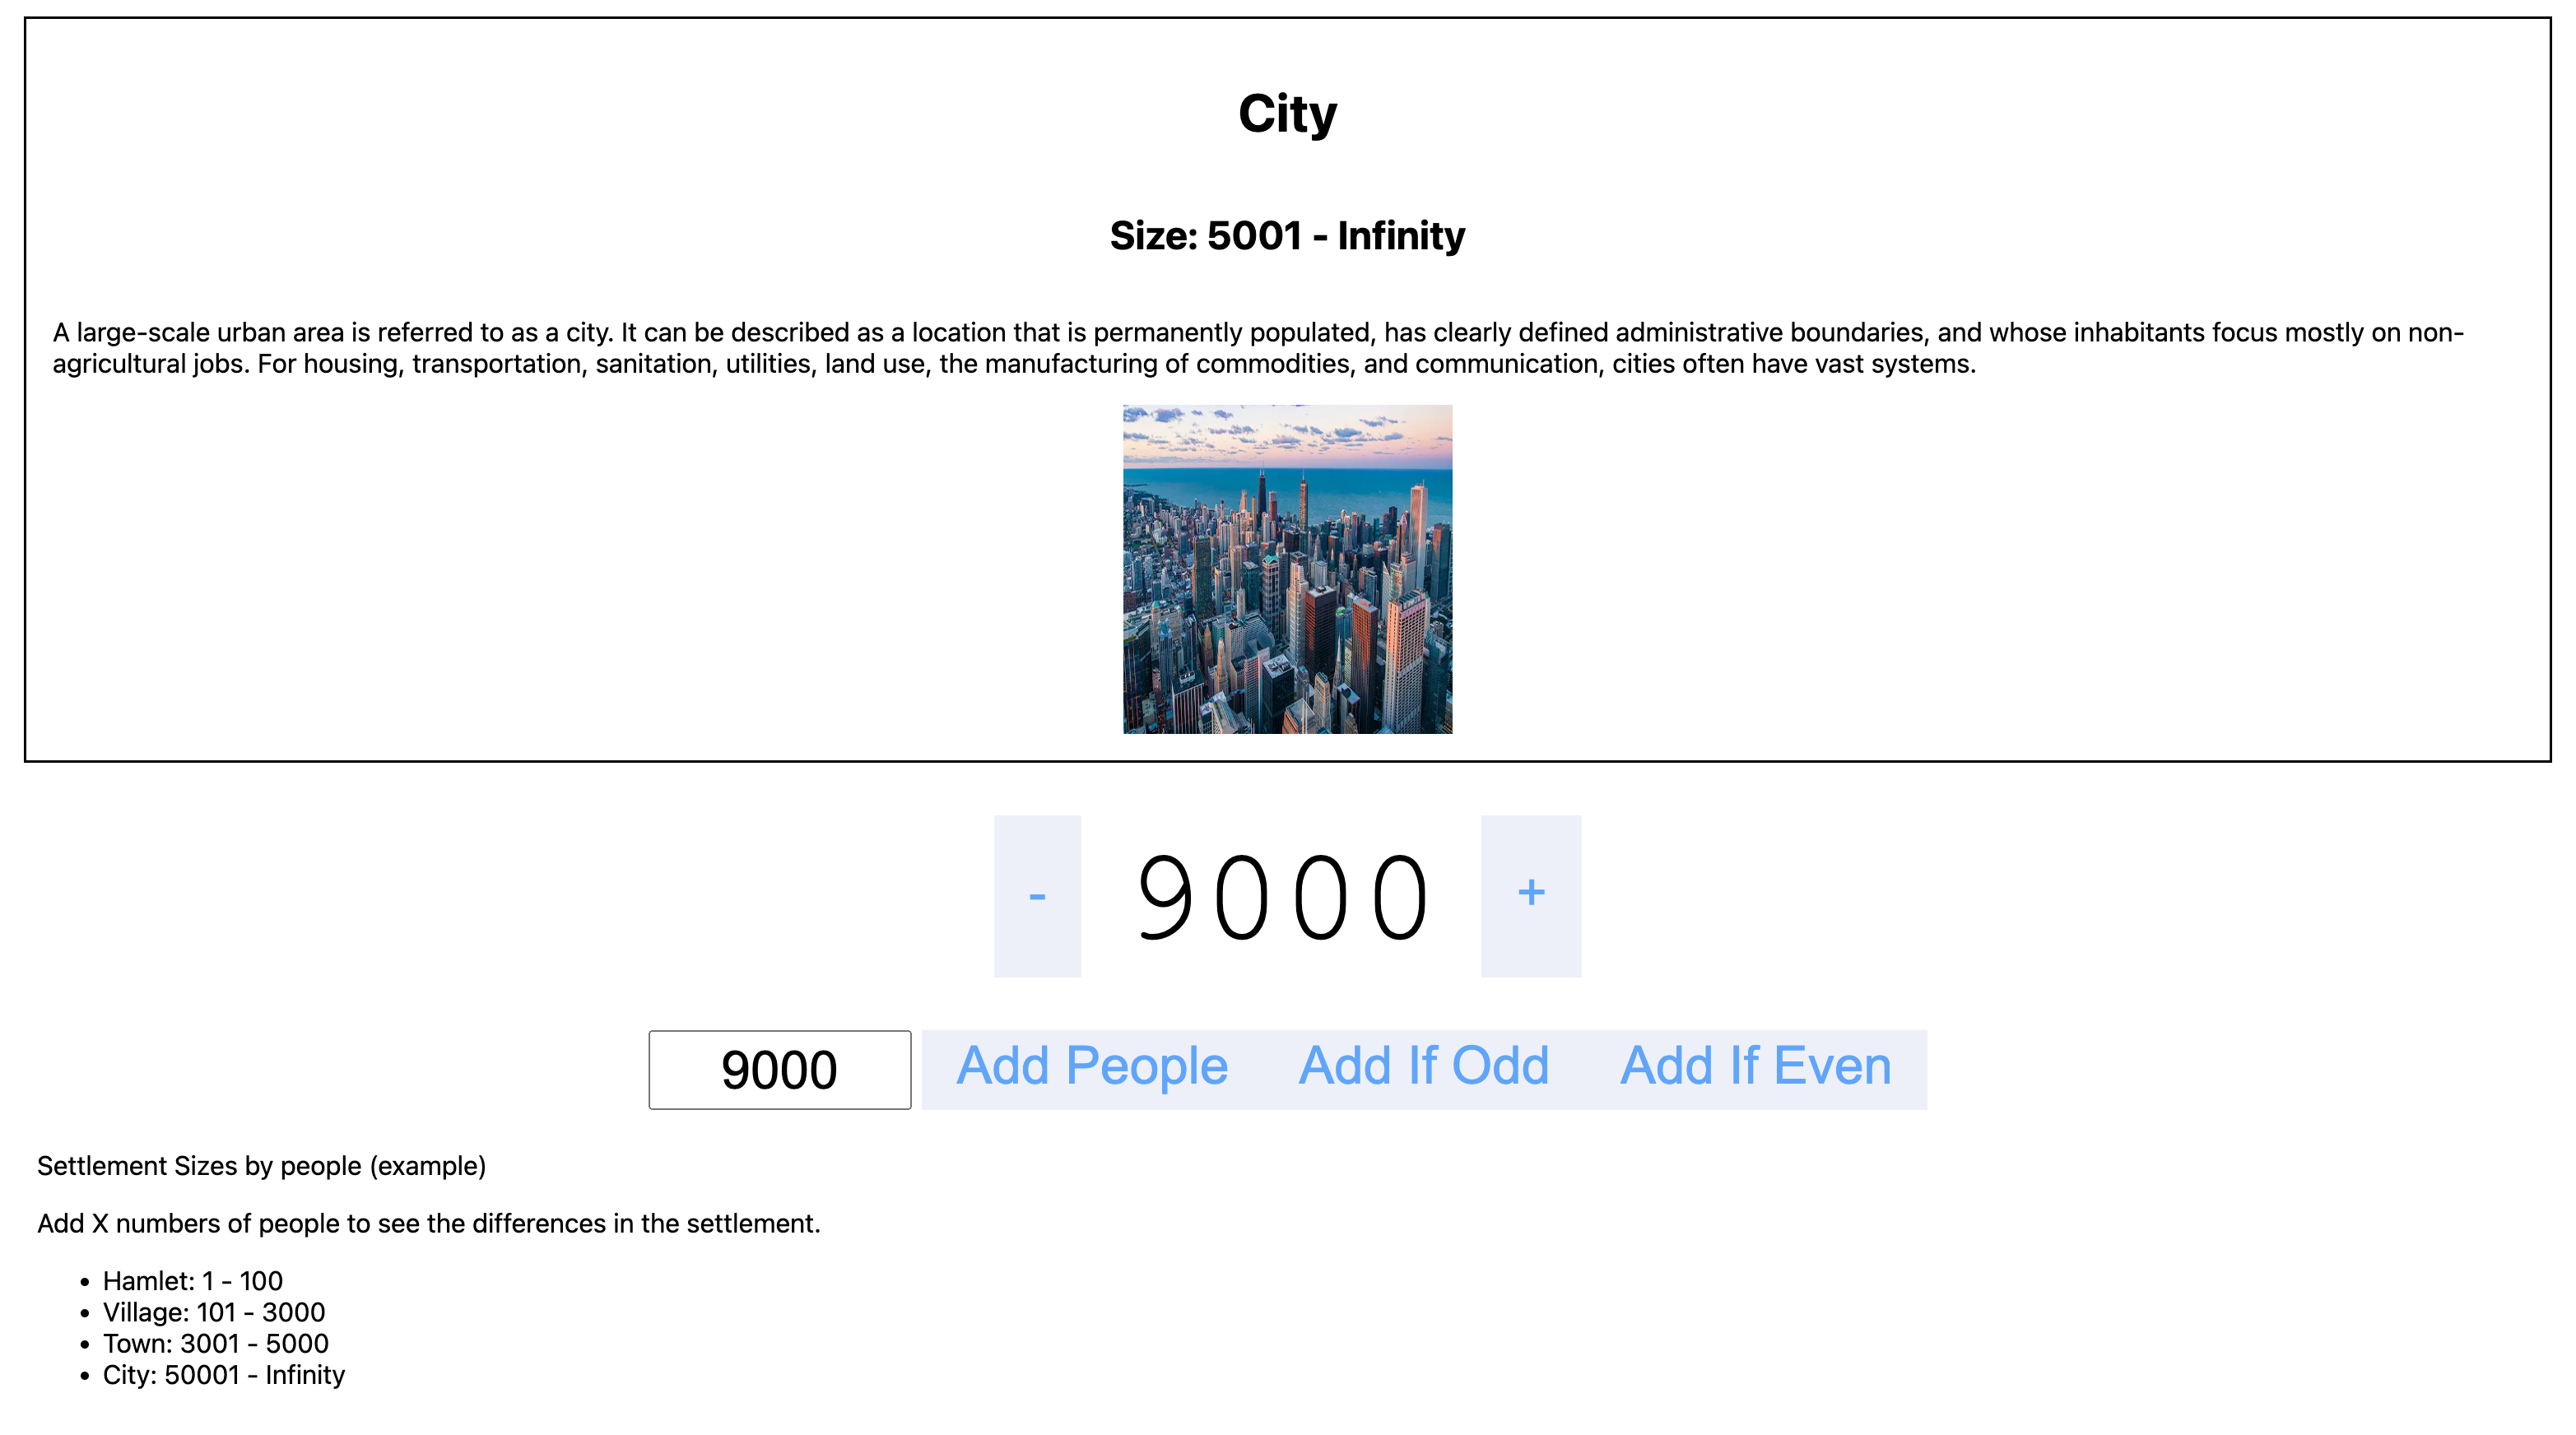 City
Size: 5001 - Infinity
A large-scale urban area is referred to as a city. It can be described as a location that is permanently populated, has clearly defined administrative boundaries, and whose inhabitants focus mostly on non-
agricultural jobs. For housing, transportation, sanitation, utilities, land use, the manufacturing of commodities, and communication, cities often have vast systems.
- 9000 +
9000 Add People Add If Odd Add If Even
Settlement Sizes by people (example)
Add X numbers of people to see the differences in the settlement.
• Hamlet: 1 - 100
• Village: 101 - 3000
• Town: 3001 - 5000
• City: 50001 - Infinity